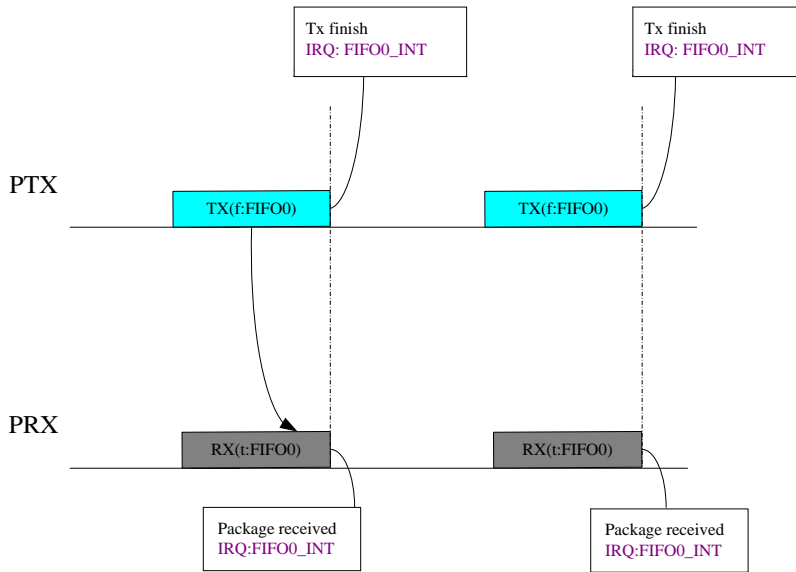 Tx finish
IRQ: FIFO0_INT
Tx finish
IRQ: FIFO0_INT
PTX
TX(f:FIFO0)
TX(f:FIFO0)
PRX
RX(t:FIFO0)
RX(t:FIFO0)
Package received
IRQ:FIFO0_INT
Package received
IRQ:FIFO0_INT